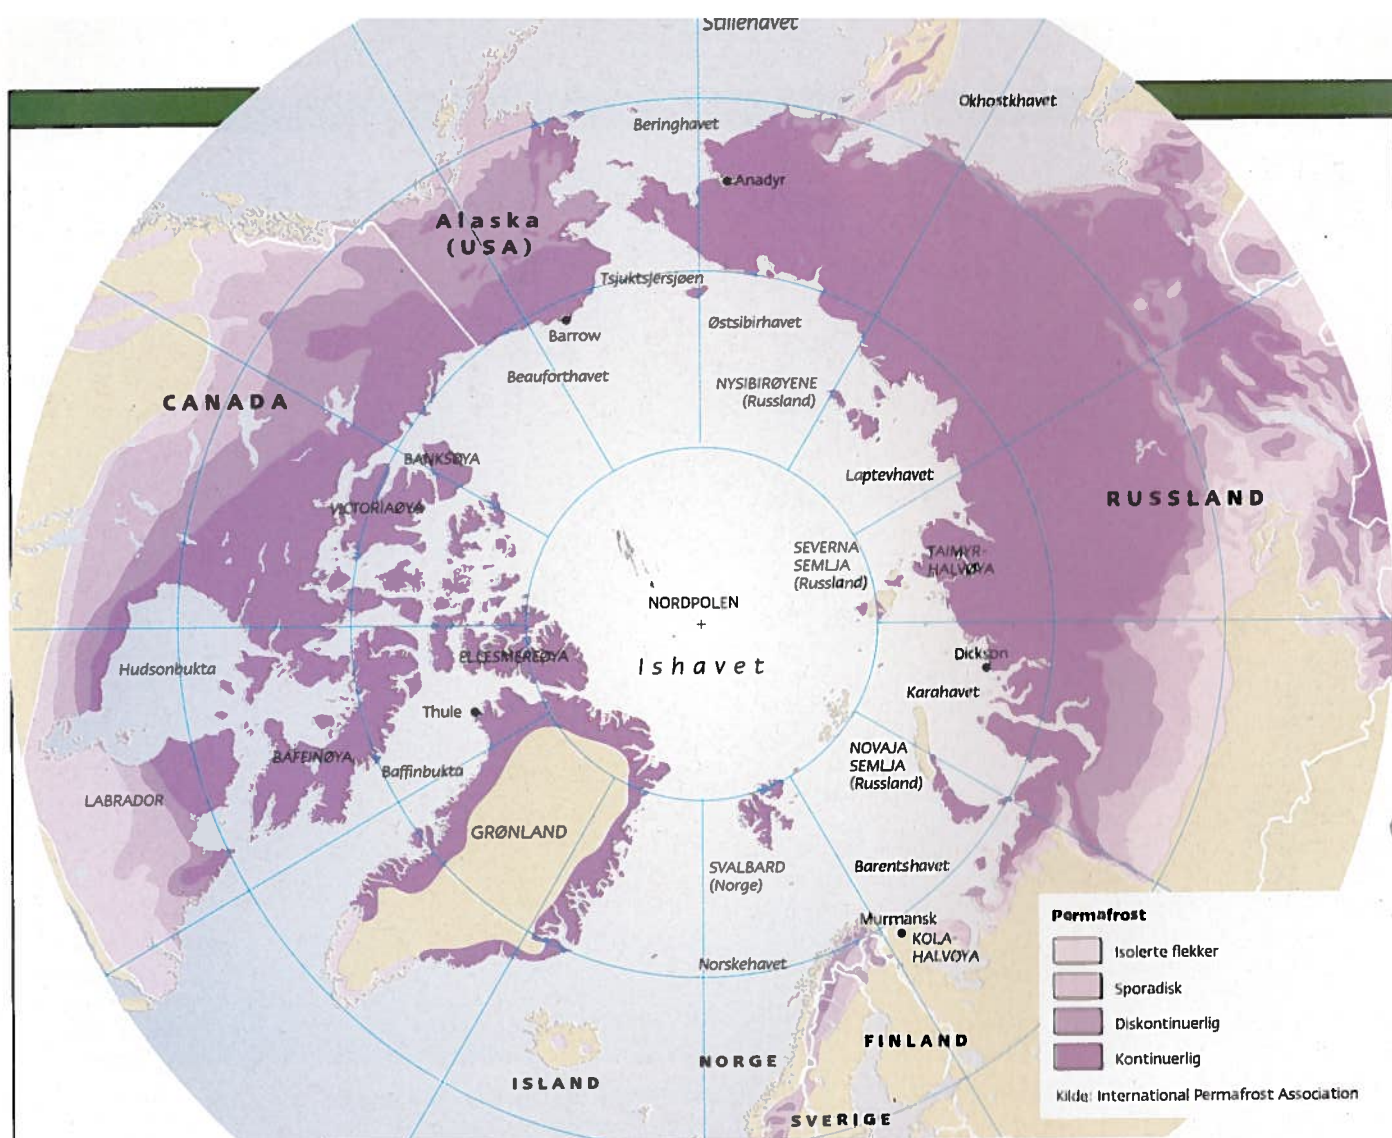 Stillehavet
Okhostkhavet
Beringhavet
Anadyr
Alaska
(USA)
Tsjuktsjersjøen
Østsibirhavet
Barrow
Beauforthavet
NYSIBIRØYENE
(Russland)
CANADA
BANKSØYA
Laptevhavet
VICTORIAØYA
RUSSLAND
SEVERNA
SEMLJA
(Russland)
TAIMYR-
HALVØYA
NORDPOLEN
+
Ishavet
ELLESMEREØYA
Dickson
Hudsonbukta
Karahavet
Thule
BAFFINØYA
Baffinbukta
NOVAJA
SEMLJA
(Russland)
LABRADOR
GRØNLAND
SVALBARD
(Norge)
Barentshavet
Murmansk
KOLA-
HALVØYA
Norskehavet
FINLAND
NORGE
ISLAND
SVERIGE
Permafrost
Isolerte flekker
Sporadisk
Diskontinuerlig
Kontinuerlig
Kilde: International Permafrost Association